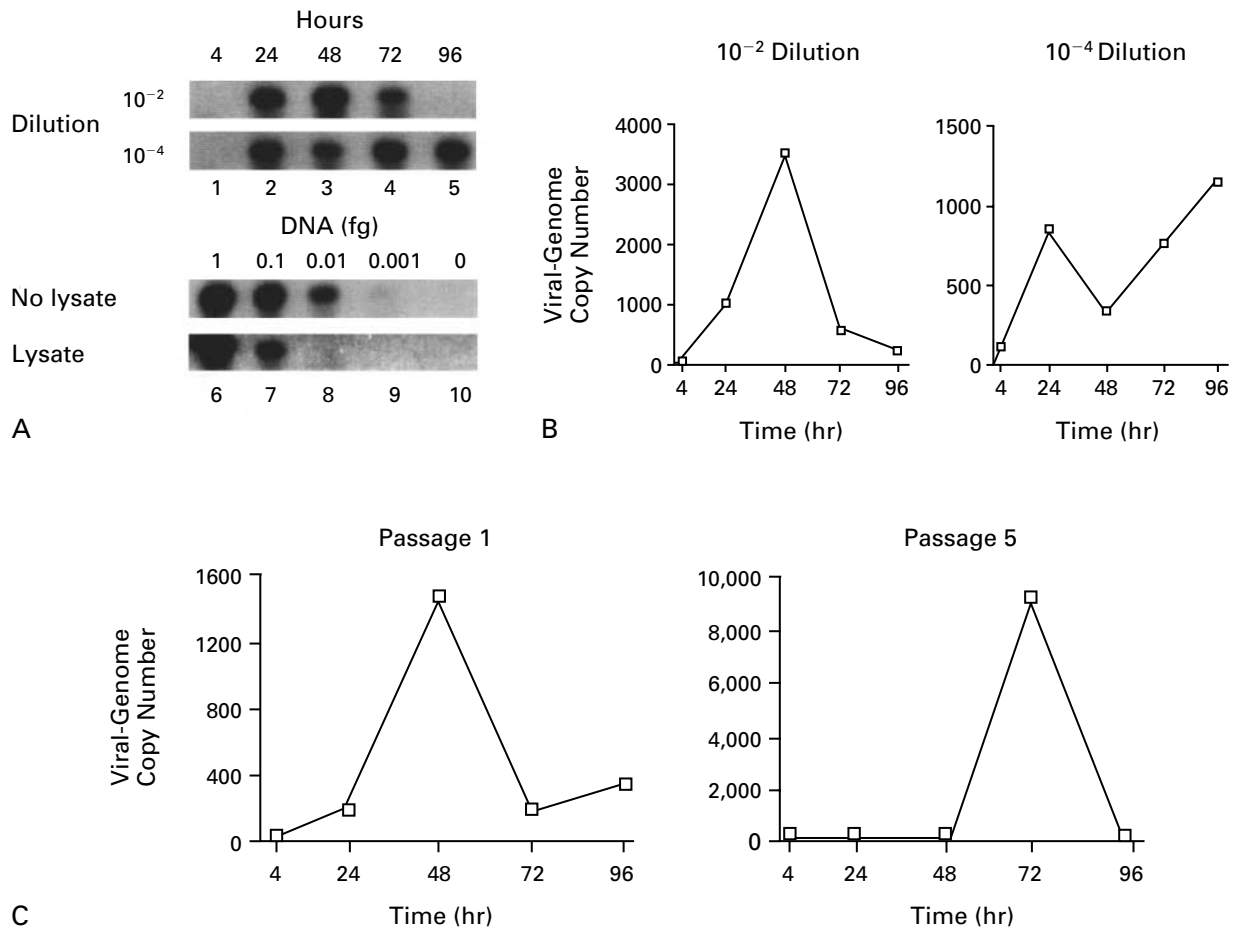 Hours
4 24 48 72 96
Dilution
10⁻²
10⁻⁴
1 2 3 4 5
DNA (fg)
1 0.1 0.01 0.001 0
No lysate
Lysate
6 7 8 9 10
A
10⁻² Dilution
Viral-Genome
Copy Number
4000
3000
2000
1000
0
4 24 48 72 96
Time (hr)
10⁻⁴ Dilution
1500
1000
500
0
4 24 48 72 96
Time (hr)
B
Passage 1
Viral-Genome
Copy Number
1600
1200
800
400
0
4 24 48 72 96
Time (hr)
Passage 5
10,000
8,000
6,000
4,000
2,000
0
4 24 48 72 96
Time (hr)
C